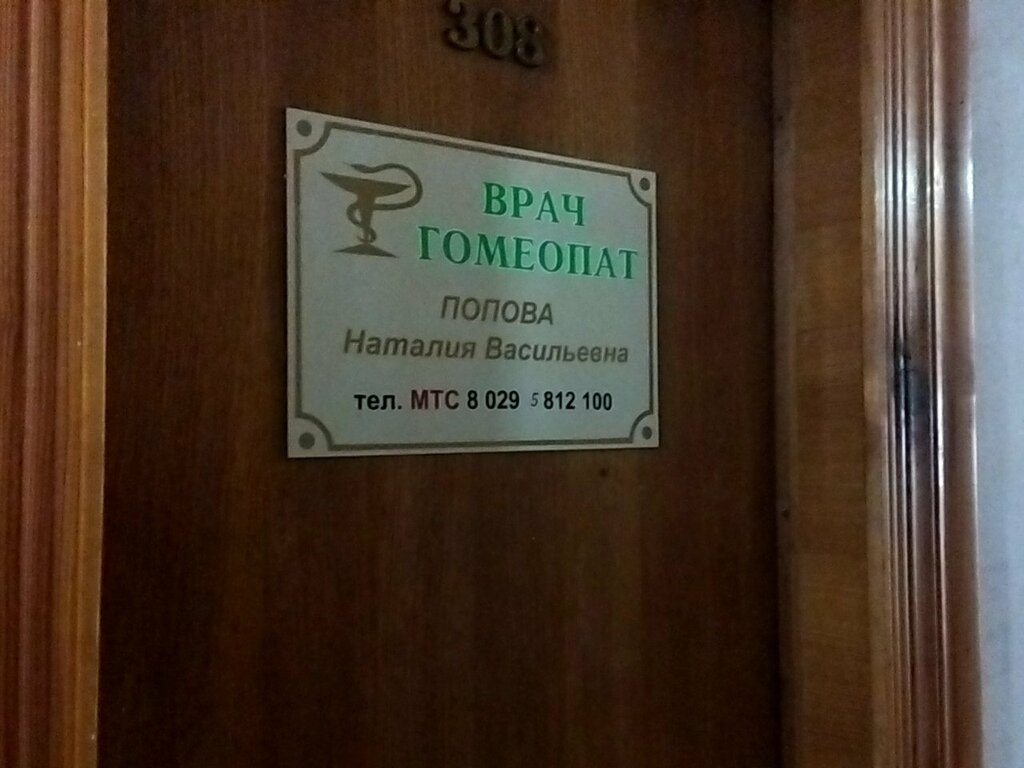 308
ВРАЧ
ГОМЕОПАТ
ПОПОВА
Наталия Васильевна
тел. МТС 8 029 5 812 100